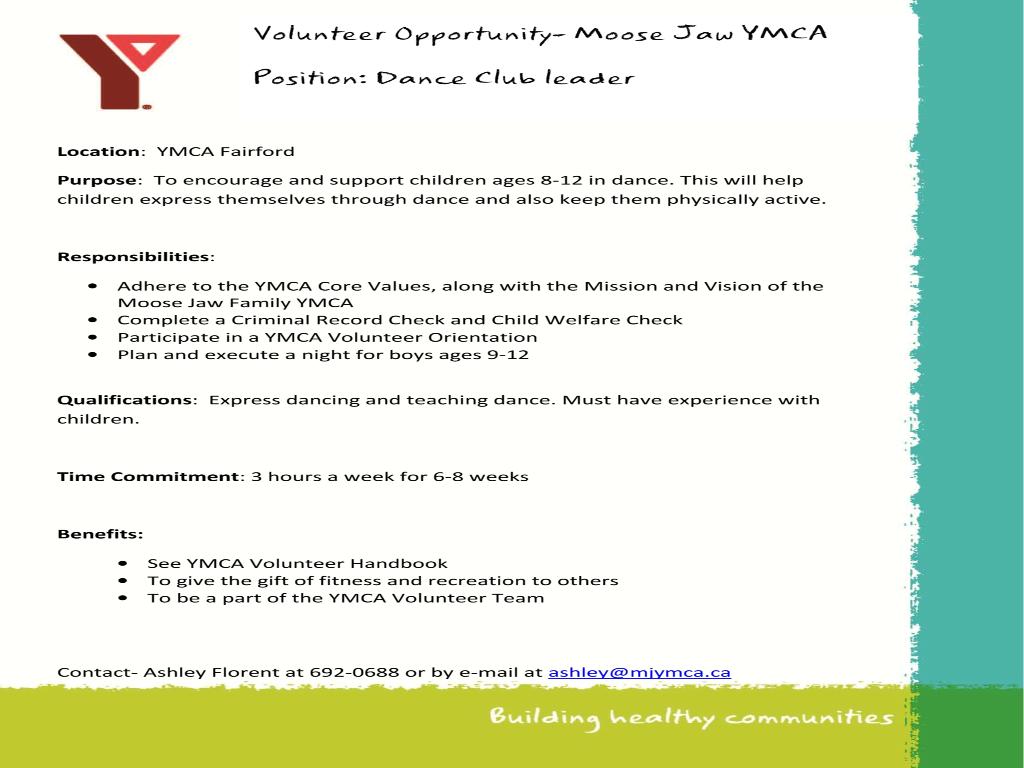 Volunteer Opportunity- Moose Jaw YMCA
Position: Dance Club leader
Location: YMCA Fairford
Purpose: To encourage and support children ages 8-12 in dance. This will help
children express themselves through dance and also keep them physically active.
Responsibilities:
• Adhere to the YMCA Core Values, along with the Mission and Vision of the
Moose Jaw Family YMCA
• Complete a Criminal Record Check and Child Welfare Check
• Participate in a YMCA Volunteer Orientation
• Plan and execute a night for boys ages 9-12
Qualifications: Express dancing and teaching dance. Must have experience with
children.
Time Commitment: 3 hours a week for 6-8 weeks
Benefits:
• See YMCA Volunteer Handbook
• To give the gift of fitness and recreation to others
• To be a part of the YMCA Volunteer Team
Contact- Ashley Florent at 692-0688 or by e-mail at ashley@mjymca.ca
Building healthy communities